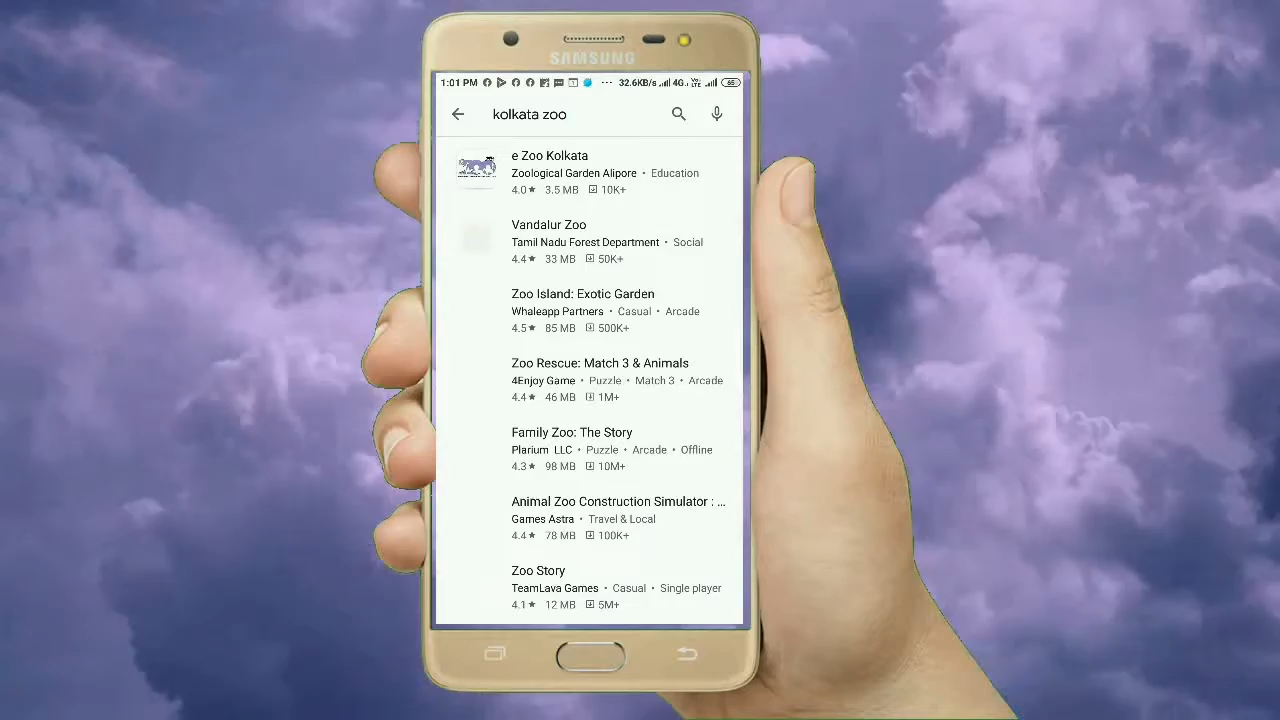 SAMSUNG
1:01 PM 32.6KB/s 4G VoLTE 65
kolkata zoo
e Zoo Kolkata
Zoological Garden Alipore • Education
4.0★ 3.5 MB 10K+
Vandalur Zoo
Tamil Nadu Forest Department • Social
4.4★ 33 MB 50K+
Zoo Island: Exotic Garden
Whaleapp Partners • Casual • Arcade
4.5★ 85 MB 500K+
Zoo Rescue: Match 3 & Animals
4Enjoy Game • Puzzle • Match 3 • Arcade
4.4★ 46 MB 1M+
Family Zoo: The Story
Plarium LLC • Puzzle • Arcade • Offline
4.3★ 98 MB 10M+
Animal Zoo Construction Simulator : ...
Games Astra • Travel & Local
4.4★ 78 MB 100K+
Zoo Story
TeamLava Games • Casual • Single player
4.1★ 12 MB 5M+